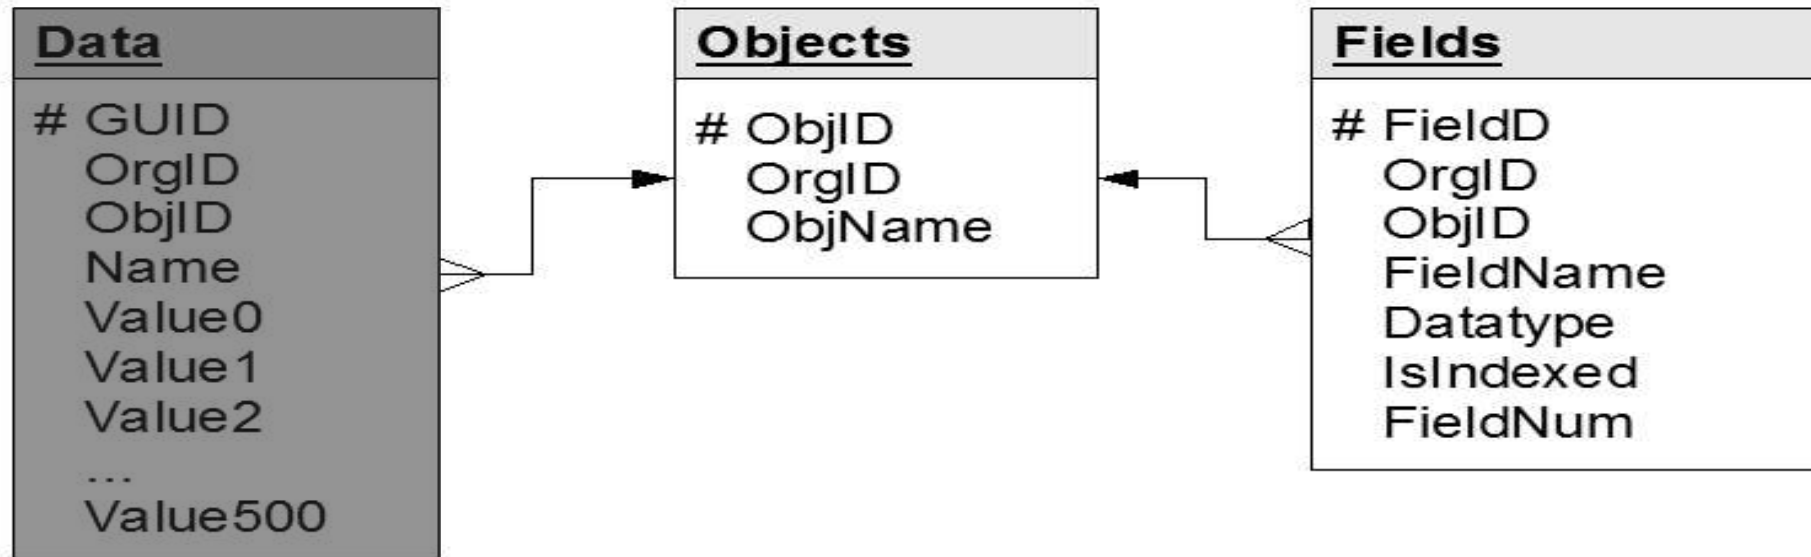 Data
# GUID
OrgID
ObjID
Name
Value0
Value1
Value2
...
Value500
Objects
# ObjID
OrgID
ObjName
Fields
# FieldD
OrgID
ObjID
FieldName
Datatype
IsIndexed
FieldNum